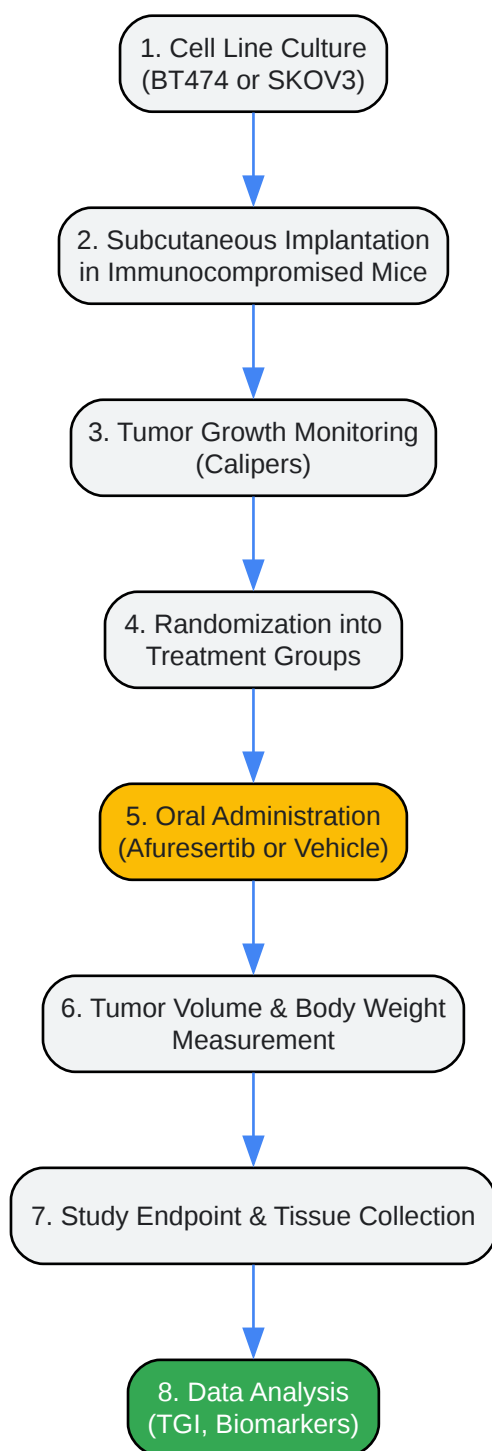 1. Cell Line Culture
(BT474 or SKOV3)
2. Subcutaneous Implantation
in Immunocompromised Mice
3. Tumor Growth Monitoring
(Calipers)
4. Randomization into
Treatment Groups
5. Oral Administration
(Afuresertib or Vehicle)
6. Tumor Volume & Body Weight
Measurement
7. Study Endpoint & Tissue Collection
8. Data Analysis
(TGI, Biomarkers)